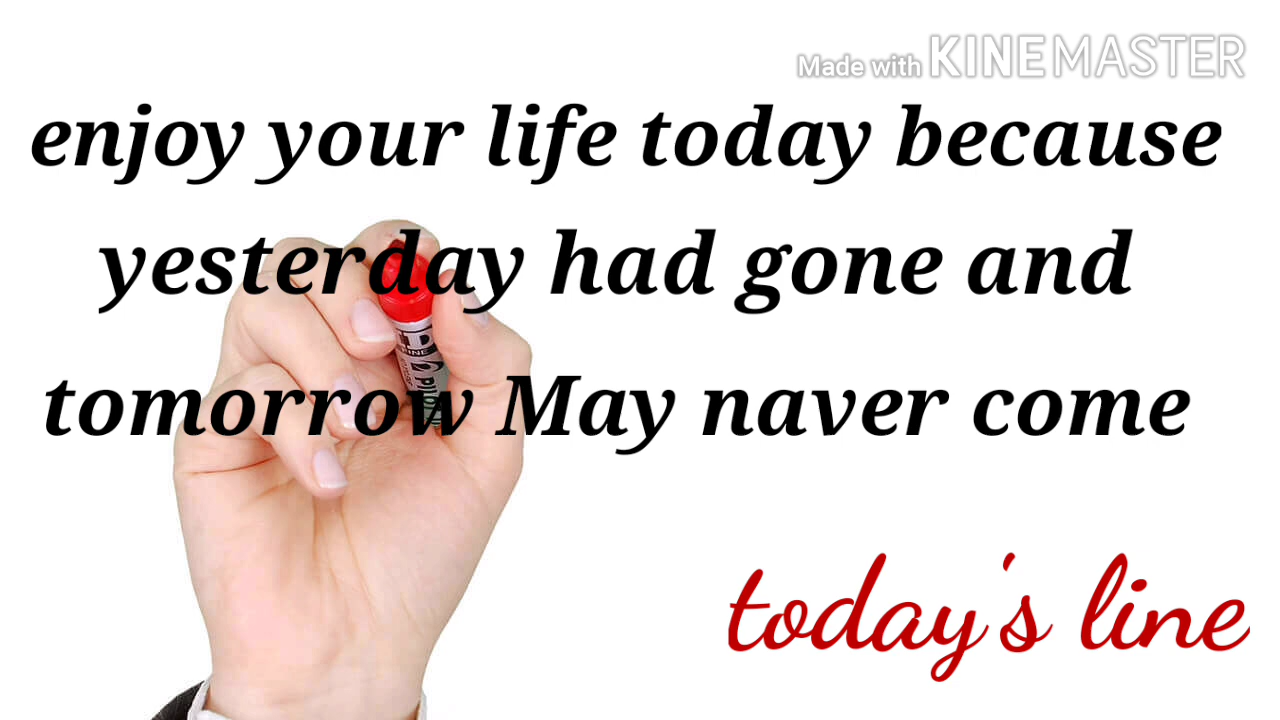 Made with KINEMASTER
enjoy your life today because
yesterday had gone and
tomorrow May naver come
today's line